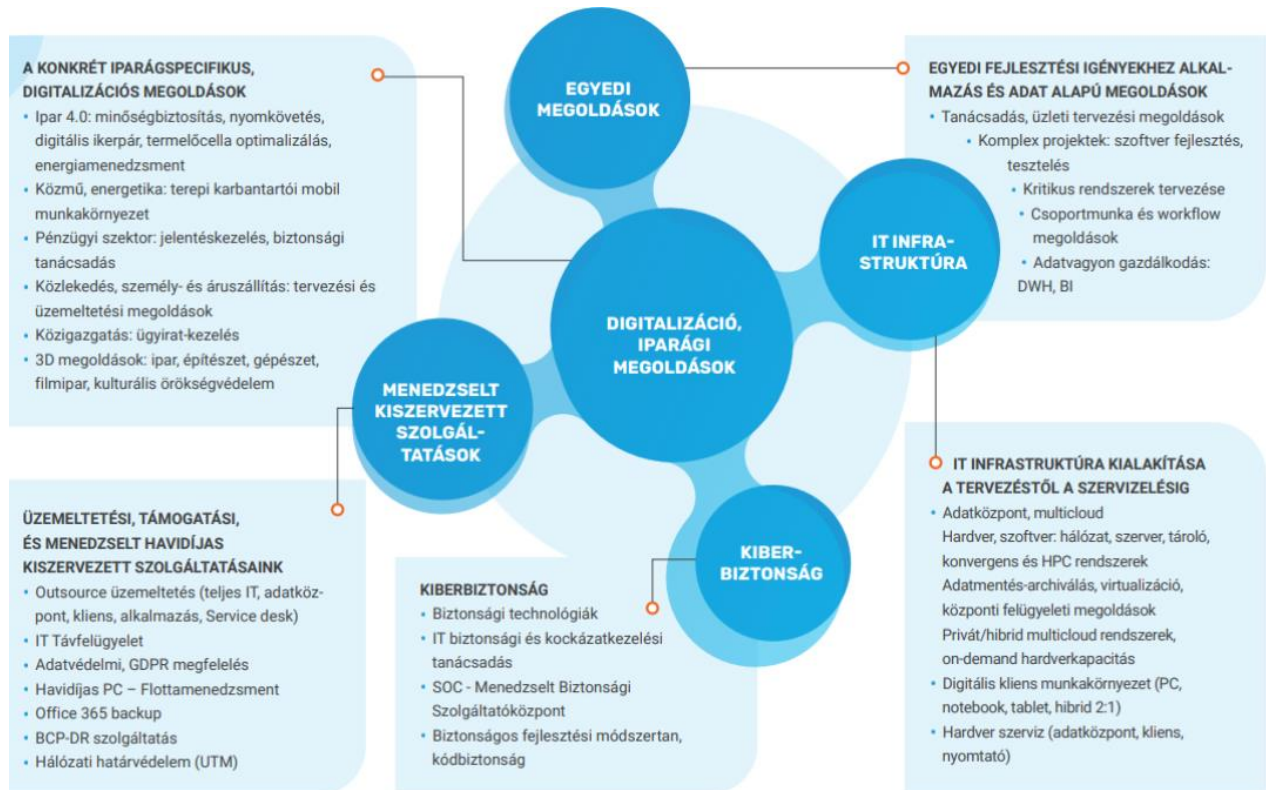 A KONKRÉT IPARÁGSPECIFIKUS,
DIGITALIZÁCIÓS MEGOLDÁSOK
• Ipar 4.0: minőségbiztosítás, nyomkövetés,
digitális ikerpár, termelőcella optimalizálás,
energiamenedzsment
• Közmű, energetika: terepi karbantartói mobil
munkakörnyezet
• Pénzügyi szektor: jelentéskezelés, biztonsági
tanácsadás
• Közlekedés, személy- és áruszállítás: tervezési és
üzemeltetési megoldások
• Közigazgatás: ügyirat-kezelés
• 3D megoldások: ipar, építészet, gépészet,
filmipar, kulturális örökségvédelem
EGYEDI
MEGOLDÁSOK
EGYEDI FEJLESZTÉSI IGÉNYEKHEZ ALKAL-
MAZÁS ÉS ADAT ALAPÚ MEGOLDÁSOK
• Tanácsadás, üzleti tervezési megoldások
• Komplex projektek: szoftver fejlesztés,
tesztelés
• Kritikus rendszerek tervezése
• Csoportmunka és workflow
megoldások
• Adatvagyon gazdálkodás:
DWH, BI
IT INFRA-
STRUKTÚRA
DIGITALIZÁCIÓ,
IPARÁGI
MEGOLDÁSOK
MENEDZSELT
KISZERVEZETT
SZOLGÁL-
TATÁSOK
KIBER-
BIZTONSÁG
ÜZEMELTETÉSI, TÁMOGATÁSI,
ÉS MENEDZSELT HAVIDÍJAS
KISZERVEZETT SZOLGÁLTATÁSAINK
• Outsource üzemeltetés (teljes IT, adatköz-
pont, kliens, alkalmazás, Service desk)
• IT Távfelügyelet
• Adatvédelmi, GDPR megfelelés
• Havidíjas PC – Flottamenedzsment
• Office 365 backup
• BCP-DR szolgáltatás
• Hálózati határvédelem (UTM)
KIBERBIZTONSÁG
• Biztonsági technológiák
• IT biztonsági és kockázatkezelési
tanácsadás
• SOC - Menedzselt Biztonsági
Szolgáltatóközpont
• Biztonságos fejlesztési módszertan,
kódbiztonság
IT INFRASTRUKTÚRA KIALAKÍTÁSA
A TERVEZÉSTŐL A SZERVIZELÉSIG
• Adatközpont, multicloud
Hardver, szoftver: hálózat, szerver, tároló,
konvergens és HPC rendszerek
Adatmentés-archiválás, virtualizáció,
központi felügyeleti megoldások
Privát/hibrid multicloud rendszerek,
on-demand hardverkapacitás
• Digitális kliens munkakörnyezet (PC,
notebook, tablet, hibrid 2:1)
• Hardver szerviz (adatközpont, kliens,
nyomtató)